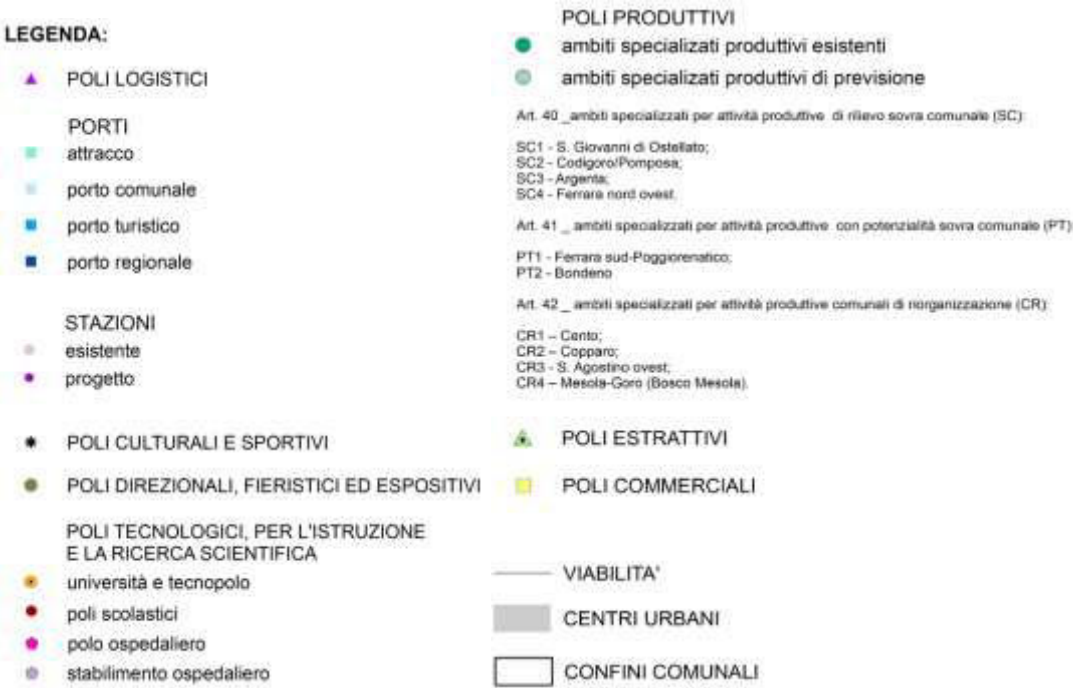 LEGENDA:
POLI LOGISTICI
PORTI
attracco
porto comunale
porto turistico
porto regionale
STAZIONI
esistente
progetto
POLI CULTURALI E SPORTIVI
POLI DIREZIONALI, FIERISTICI ED ESPOSITIVI
POLI TECNOLOGICI, PER L'ISTRUZIONE
E LA RICERCA SCIENTIFICA
università e tecnopolo
poli scolastici
polo ospedaliero
stabilimento ospedaliero
POLI PRODUTTIVI
ambiti specializzati produttivi esistenti
ambiti specializzati produttivi di previsione
Art. 40 _ambiti specializzati per attività produttive di rilievo sovra comunale (SC):
SC1 - S. Giovanni di Ostellato;
SC2 - Codigoro/Pomposa;
SC3 - Argenta;
SC4 - Ferrara nord ovest.
Art. 41 _ ambiti specializzati per attività produttive con potenzialità sovra comunale (PT)
PT1 - Ferrara sud-Poggiorenatico;
PT2 - Bondeno
Art. 42 _ ambiti specializzati per attività produttive comunali di riorganizzazione (CR):
CR1 – Cento;
CR2 – Copparo;
CR3 - S. Agostino ovest;
CR4 – Mesola-Goro (Bosco Mesola).
POLI ESTRATTIVI
POLI COMMERCIALI
VIABILITA'
CENTRI URBANI
CONFINI COMUNALI